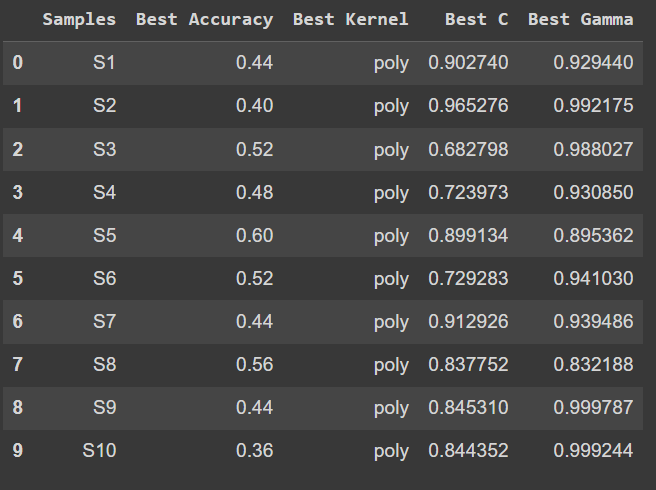 Samples Best Accuracy Best Kernel Best C Best Gamma
0 S1 0.44 poly 0.902740 0.929440
1 S2 0.40 poly 0.965276 0.992175
2 S3 0.52 poly 0.682798 0.988027
3 S4 0.48 poly 0.723973 0.930850
4 S5 0.60 poly 0.899134 0.895362
5 S6 0.52 poly 0.729283 0.941030
6 S7 0.44 poly 0.912926 0.939486
7 S8 0.56 poly 0.837752 0.832188
8 S9 0.44 poly 0.845310 0.999787
9 S10 0.36 poly 0.844352 0.999244